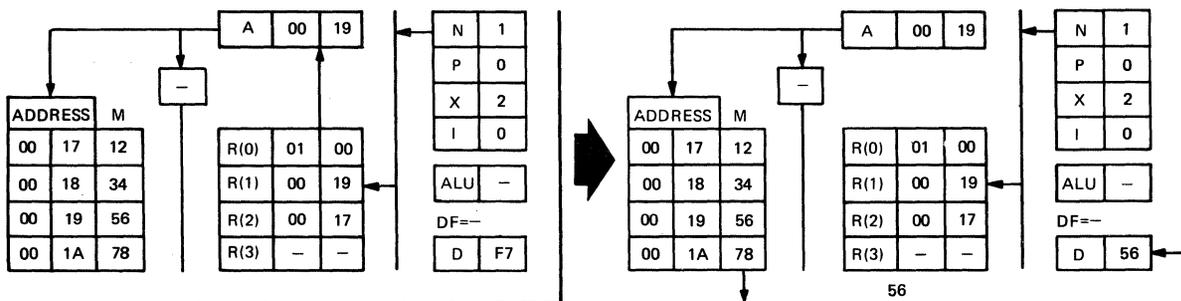 A 00 19
N 1
P 0
X 2
I 0
–
ADDRESS M
00 17 12
00 18 34
00 19 56
00 1A 78
R(0) 01 00
R(1) 00 19
R(2) 00 17
R(3) – –
ALU –
DF=–
D F7
A 00 19
N 1
P 0
X 2
I 0
–
ADDRESS M
00 17 12
00 18 34
00 19 56
00 1A 78
R(0) 01 00
R(1) 00 19
R(2) 00 17
R(3) – –
ALU –
DF=–
D 56
56